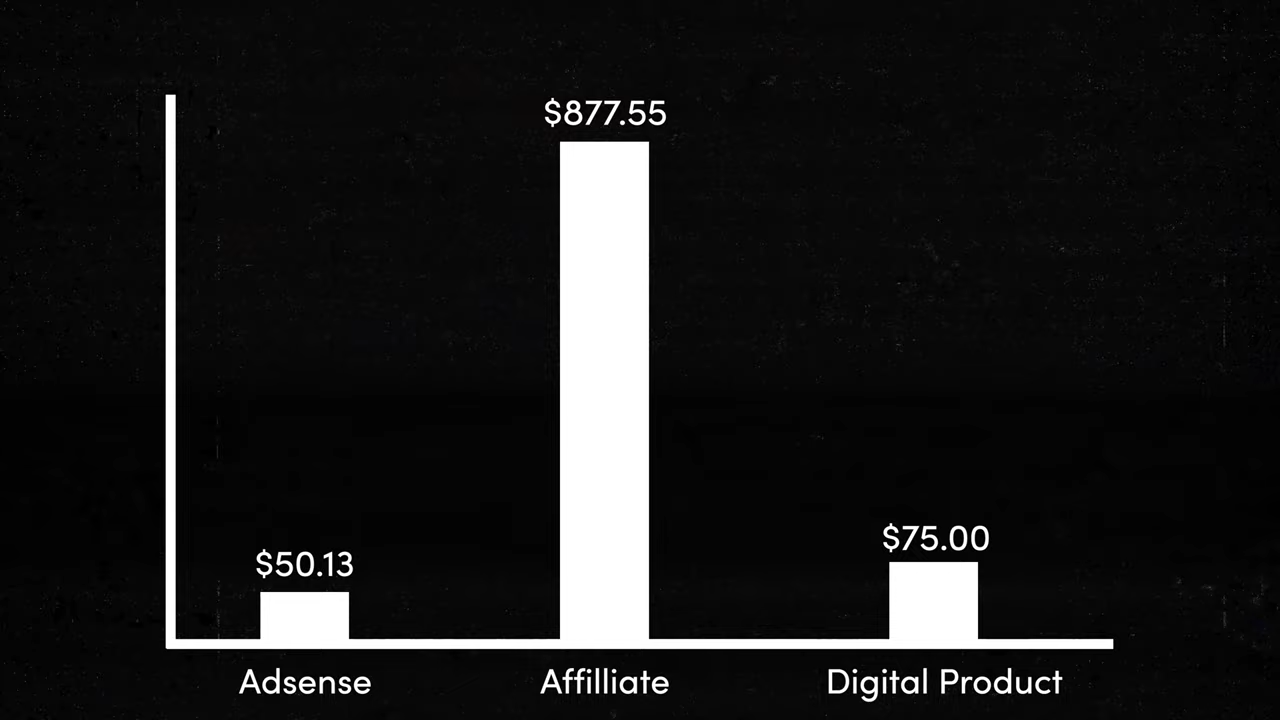 $877.55
$75.00
$50.13
Adsense
Affilliate
Digital Product